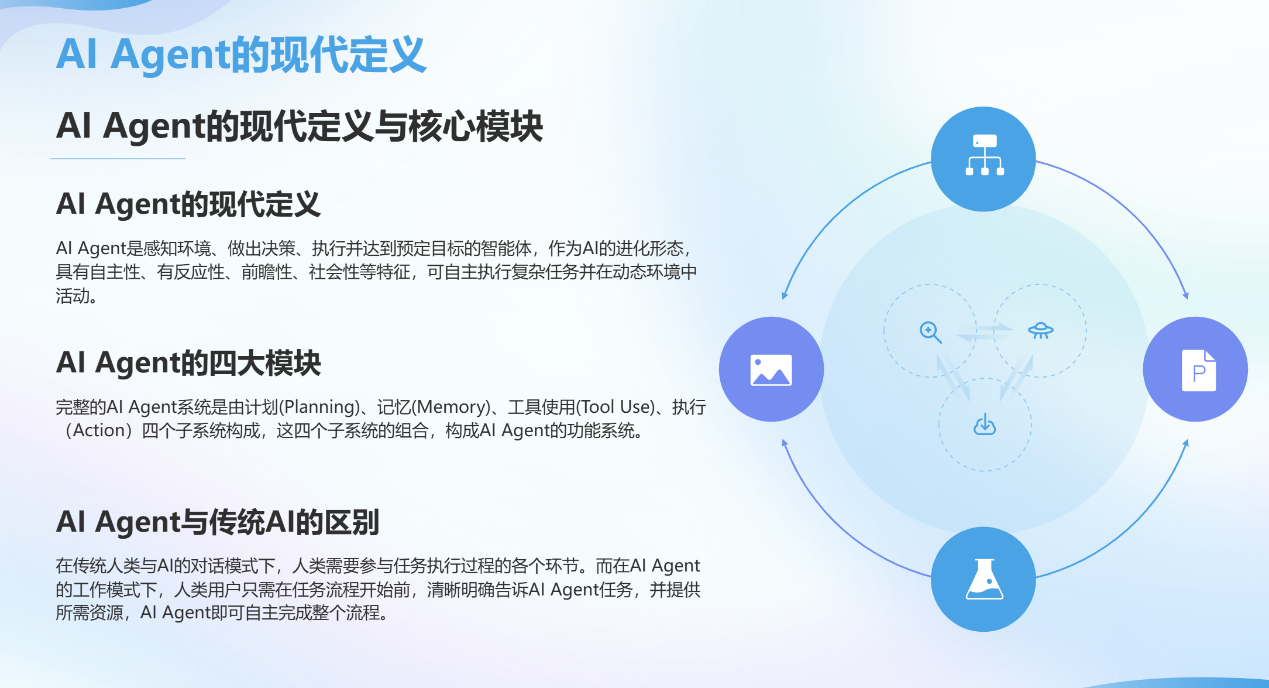 AI Agent的现代定义
AI Agent的现代定义与核心模块
AI Agent的现代定义
AI Agent是感知环境、做出决策、执行并达到预定目标的智能体，作为AI的进化形态，
具有自主性、有反应性、前瞻性、社会性等特征，可自主执行复杂任务并在动态环境中
活动。
AI Agent的四大模块
完整的AI Agent系统是由计划(Planning)、记忆(Memory)、工具使用(Tool Use)、执行
（Action）四个子系统构成，这四个子系统的组合，构成AI Agent的功能系统。
AI Agent与传统AI的区别
在传统人类与AI的对话模式下，人类需要参与任务执行过程的各个环节。而在AI Agent
的工作模式下，人类用户只需在任务流程开始前，清晰明确告诉AI Agent任务，并提供
所需资源，AI Agent即可自主完成整个流程。
P